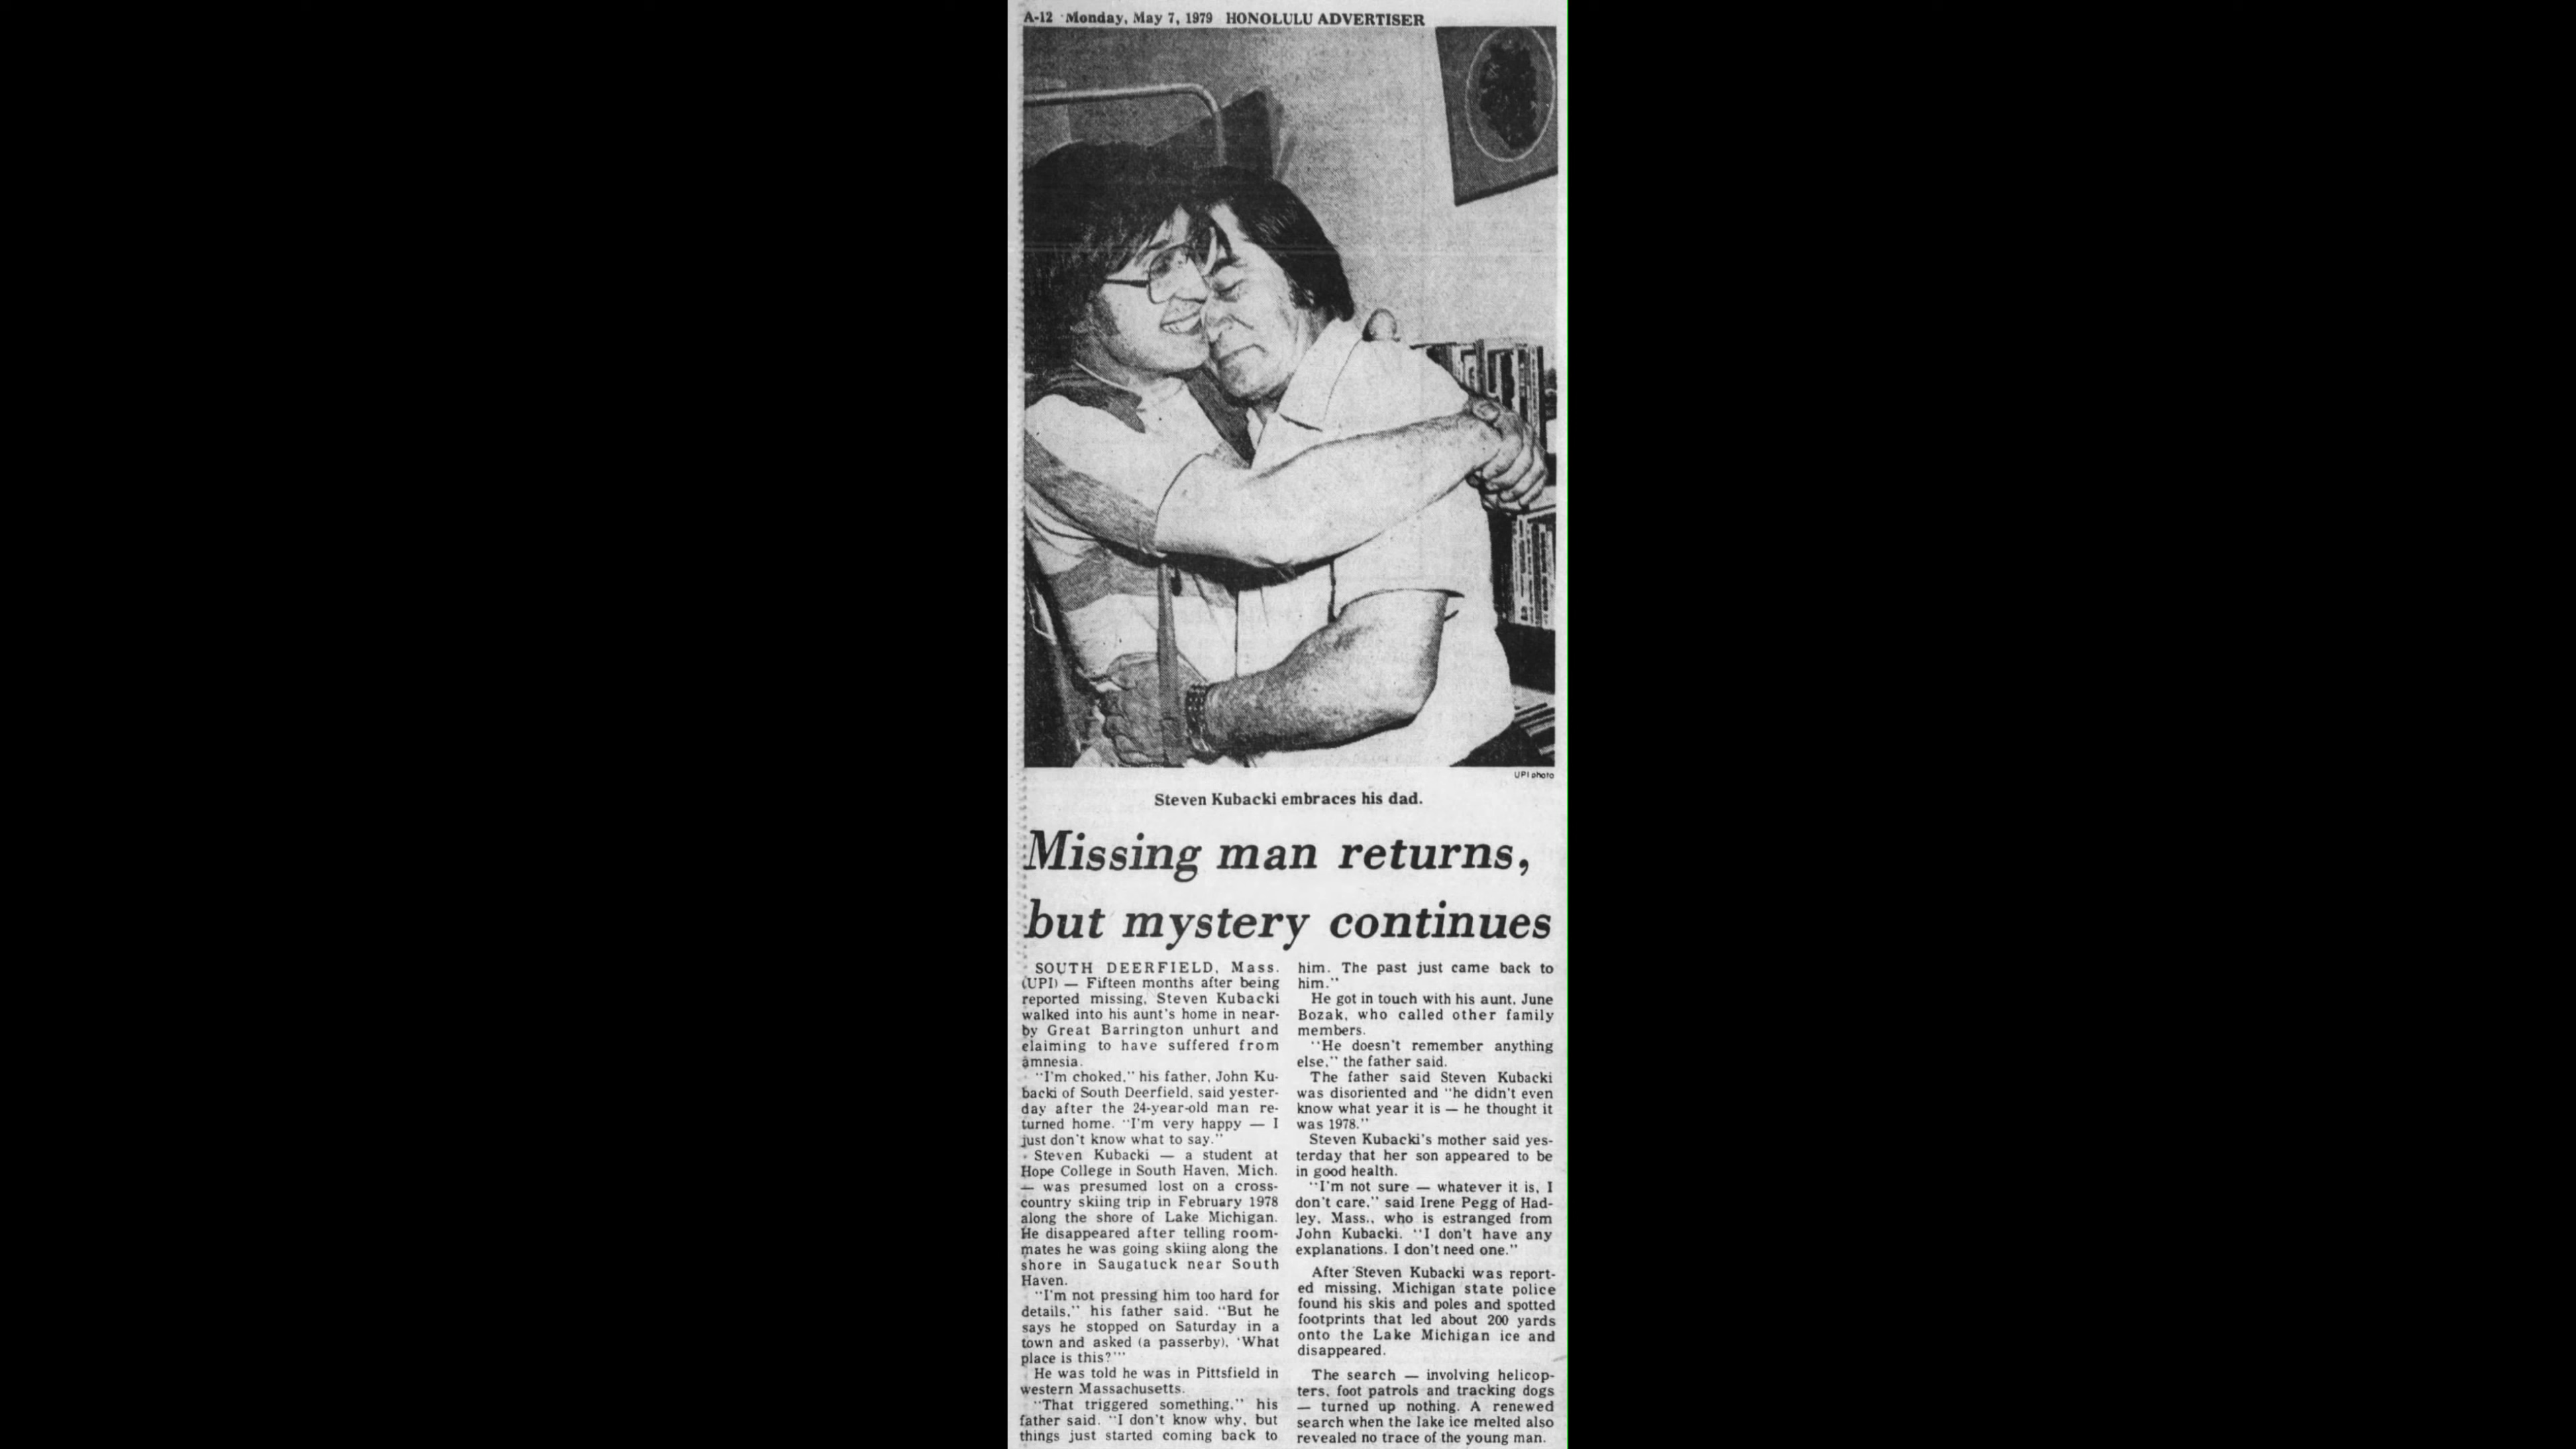 A-12 Monday, May 7, 1979 HONOLULU ADVERTISER
UPI photo
Steven Kubacki embraces his dad.
Missing man returns,
but mystery continues
SOUTH DEERFIELD, Mass.
(UPI) — Fifteen months after being
reported missing, Steven Kubacki
walked into his aunt's home in near-
by Great Barrington unhurt and
claiming to have suffered from
amnesia.
"I'm choked," his father, John Ku-
backi of South Deerfield, said yester-
day after the 24-year-old man re-
turned home. "I'm very happy — I
just don't know what to say."
Steven Kubacki — a student at
Hope College in South Haven, Mich.
— was presumed lost on a cross-
country skiing trip in February 1978
along the shore of Lake Michigan.
He disappeared after telling room-
mates he was going skiing along the
shore in Saugatuck near South
Haven.
"I'm not pressing him too hard for
details," his father said. "But he
says he stopped on Saturday in a
town and asked (a passerby), 'What
place is this?'"
He was told he was in Pittsfield in
western Massachusetts.
"That triggered something," his
father said. "I don't know why, but
things just started coming back to
him. The past just came back to
him."
He got in touch with his aunt, June
Bozak, who called other family
members.
"He doesn't remember anything
else," the father said.
The father said Steven Kubacki
was disoriented and "he didn't even
know what year it is — he thought it
was 1978."
Steven Kubacki's mother said yes-
terday that her son appeared to be
in good health.
"I'm not sure — whatever it is, I
don't care," said Irene Pegg of Had-
ley, Mass., who is estranged from
John Kubacki. "I don't have any
explanations. I don't need one."
After Steven Kubacki was report-
ed missing, Michigan state police
found his skis and poles and spotted
footprints that led about 200 yards
onto the Lake Michigan ice and
disappeared.
The search — involving helicop-
ters, foot patrols and tracking dogs
— turned up nothing. A renewed
search when the lake ice melted also
revealed no trace of the young man.